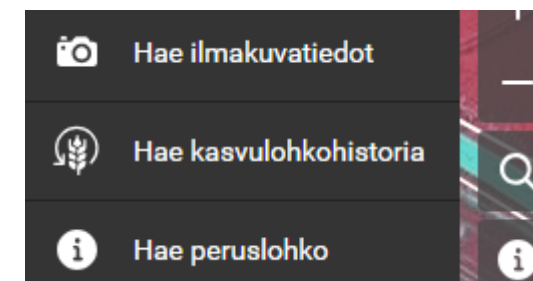 Hae ilmakuvatiedot
Hae kasvulohkohistoria
Hae peruslohko